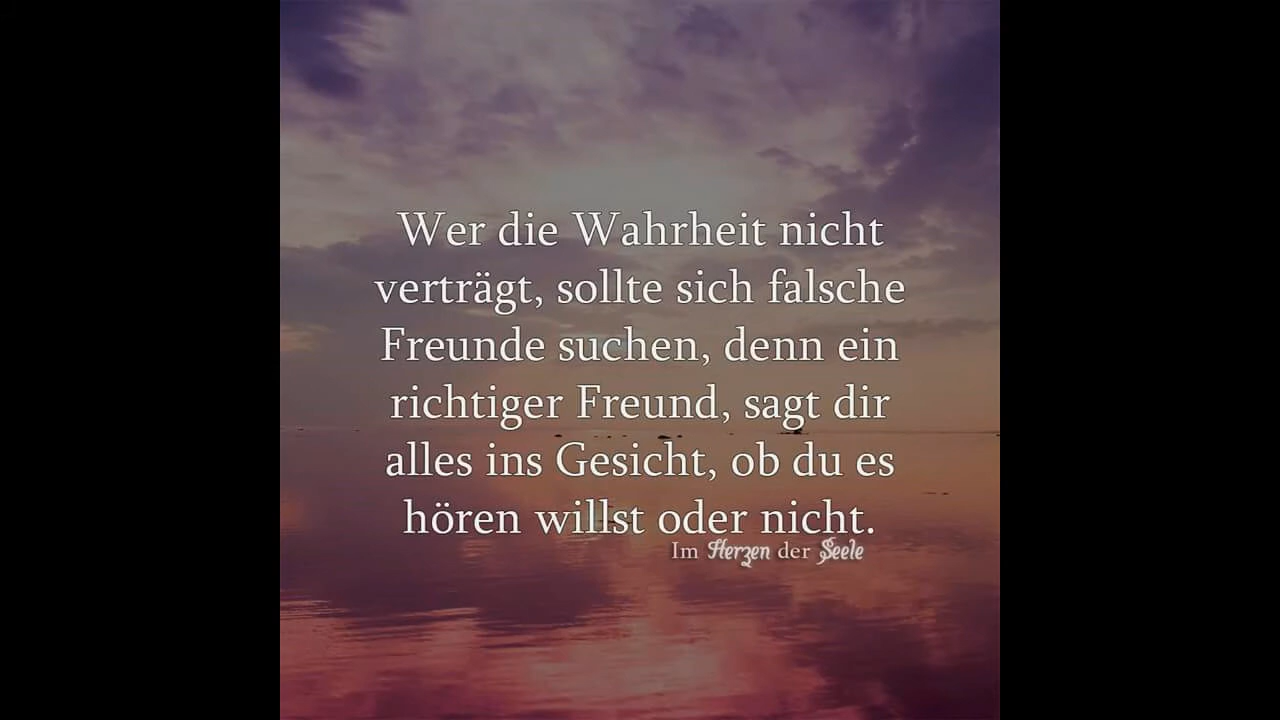 Wer die Wahrheit nicht
verträgt, sollte sich falsche
Freunde suchen, denn ein
richtiger Freund, sagt dir
alles ins Gesicht, ob du es
hören willst oder nicht.
Im Herzen der Seele